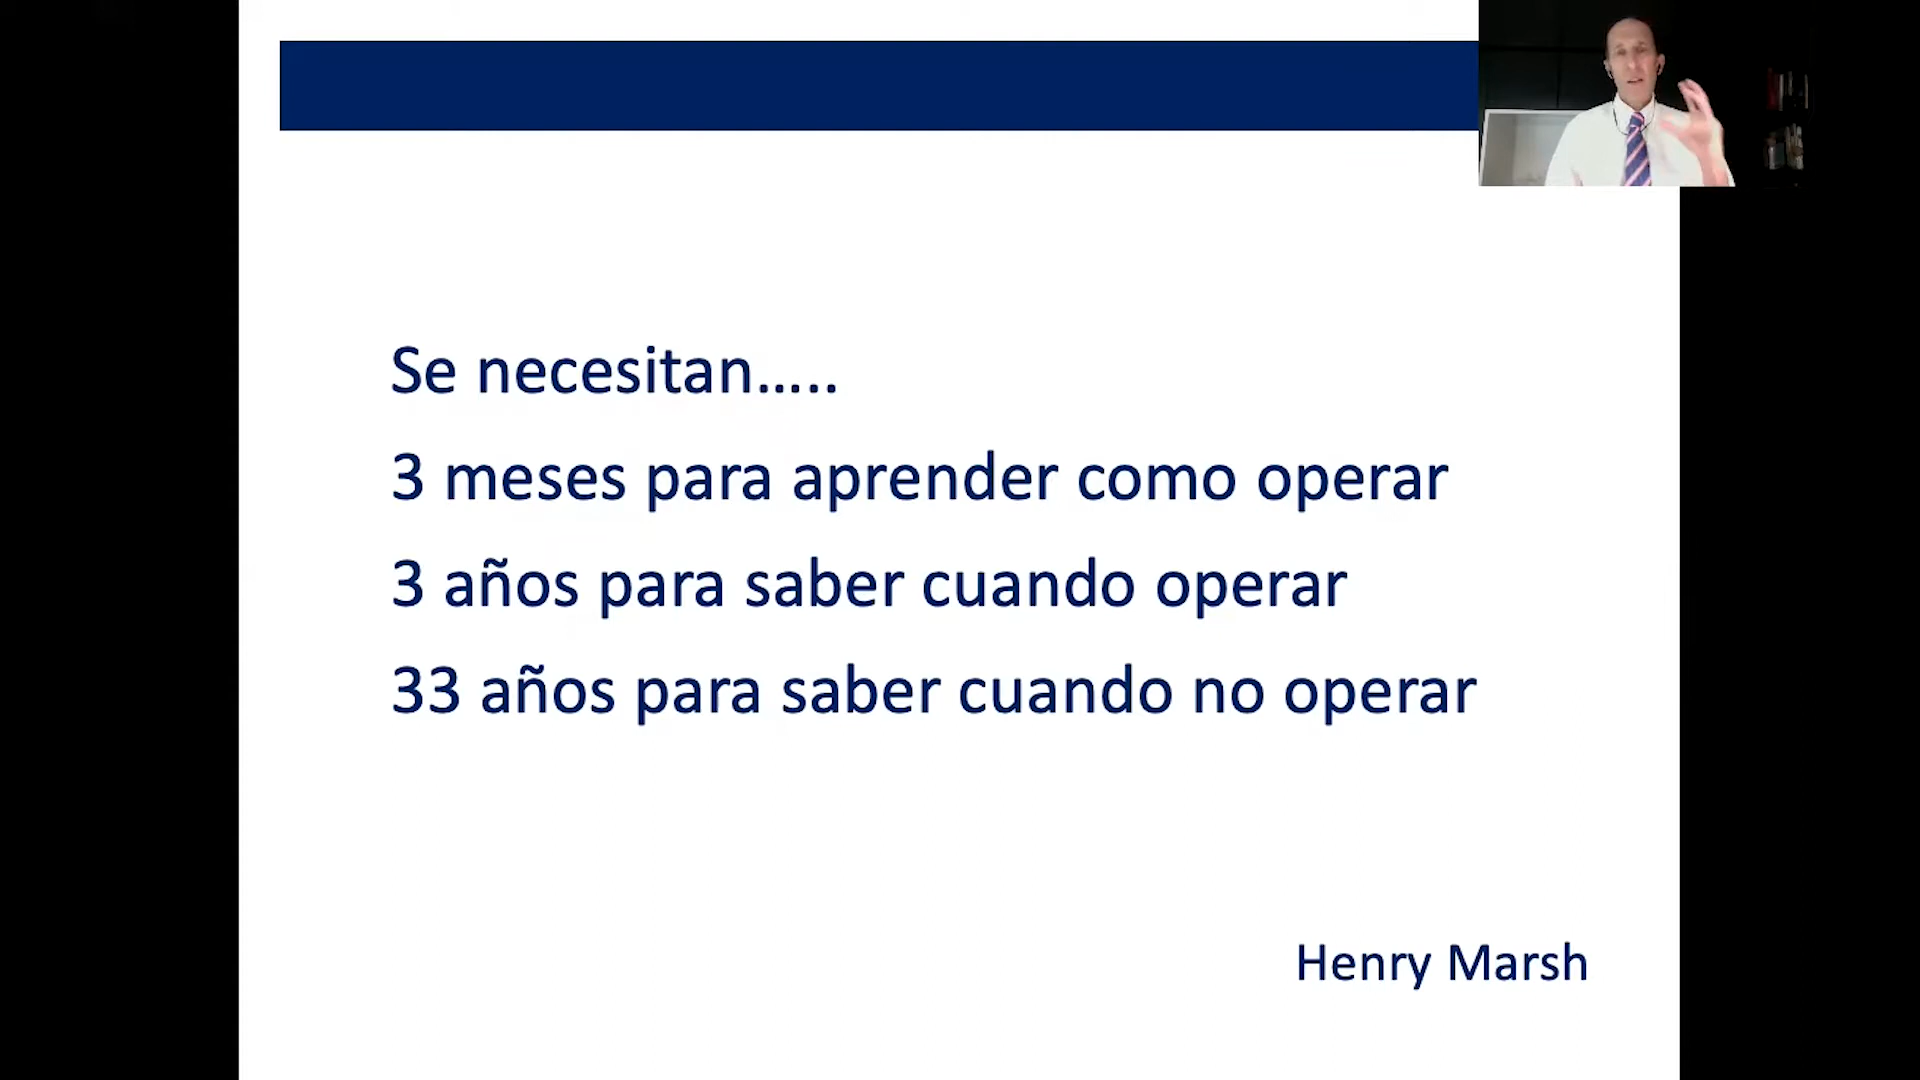 Se necesitan…..
3 meses para aprender como operar
3 años para saber cuando operar
33 años para saber cuando no operar
Henry Marsh